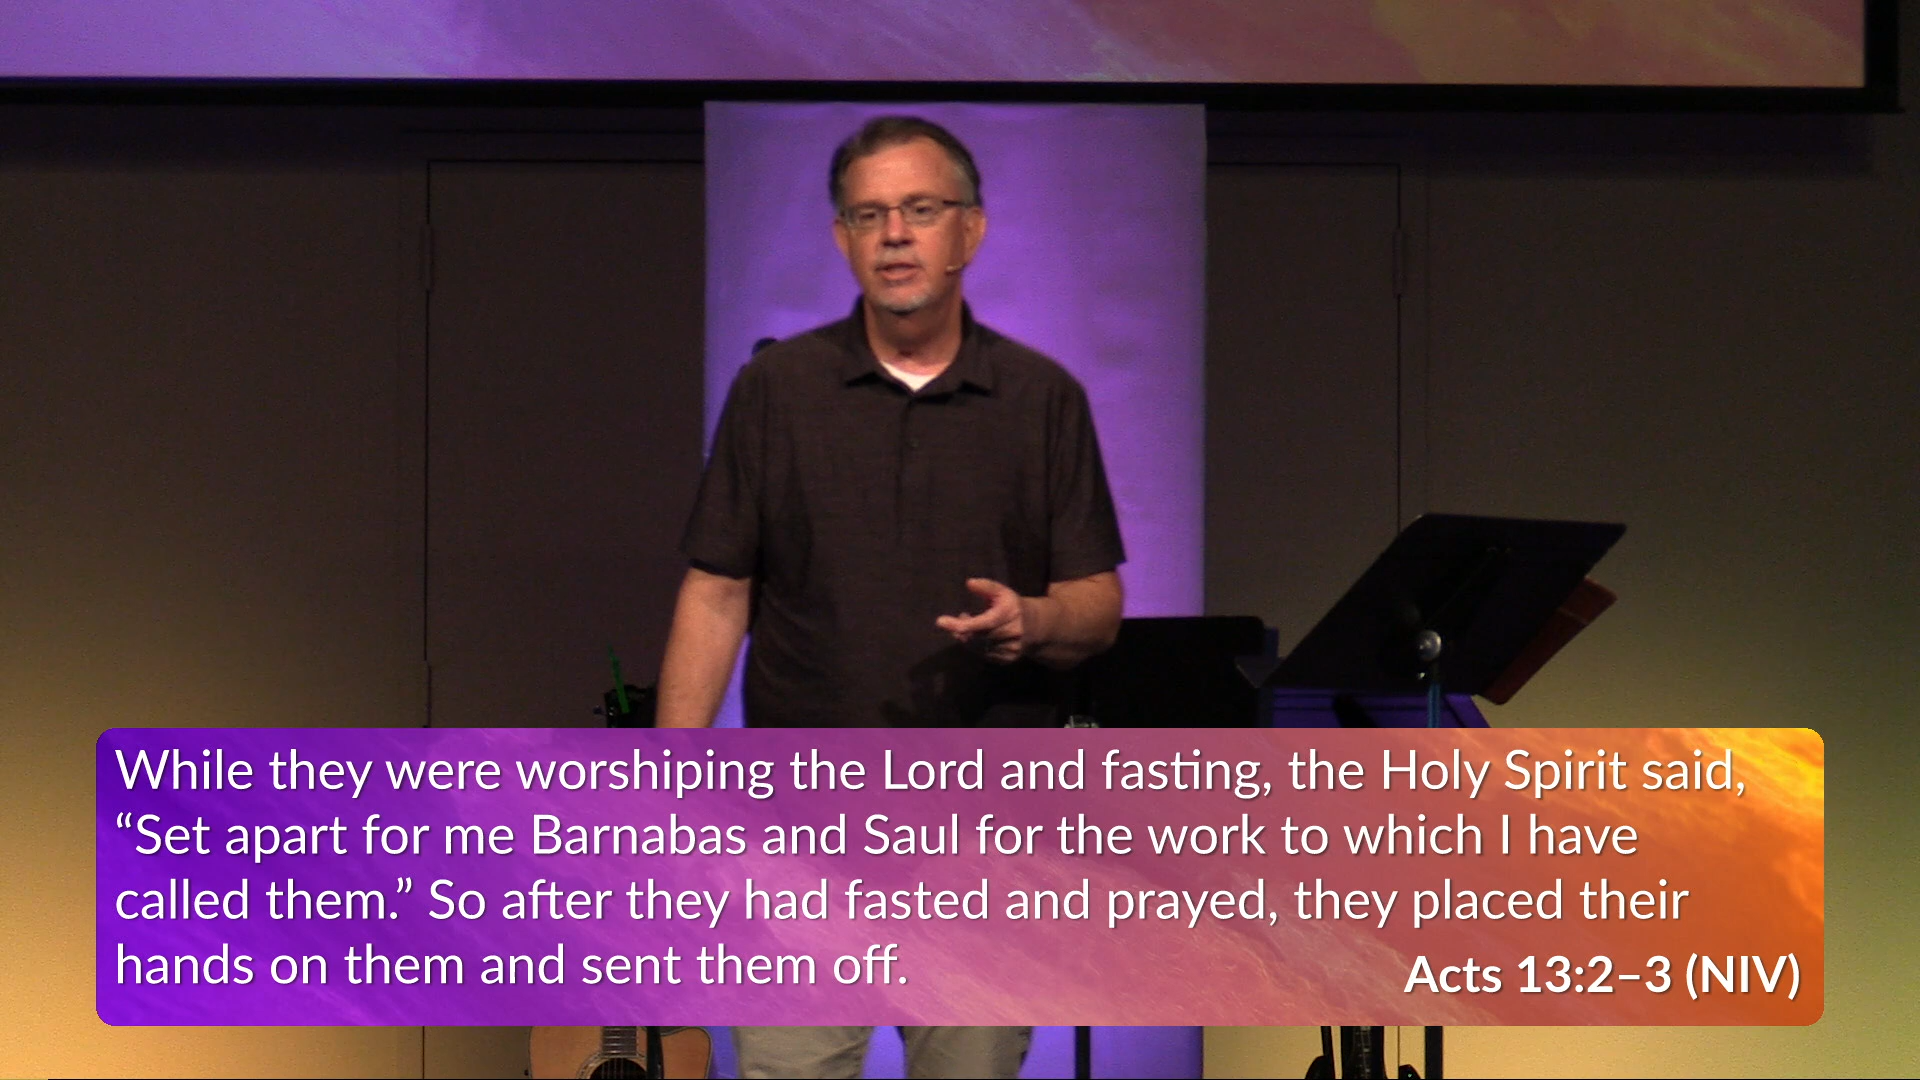 While they were worshiping the Lord and fasting, the Holy Spirit said,
“Set apart for me Barnabas and Saul for the work to which I have
called them.” So after they had fasted and prayed, they placed their
hands on them and sent them off.
Acts 13:2–3 (NIV)